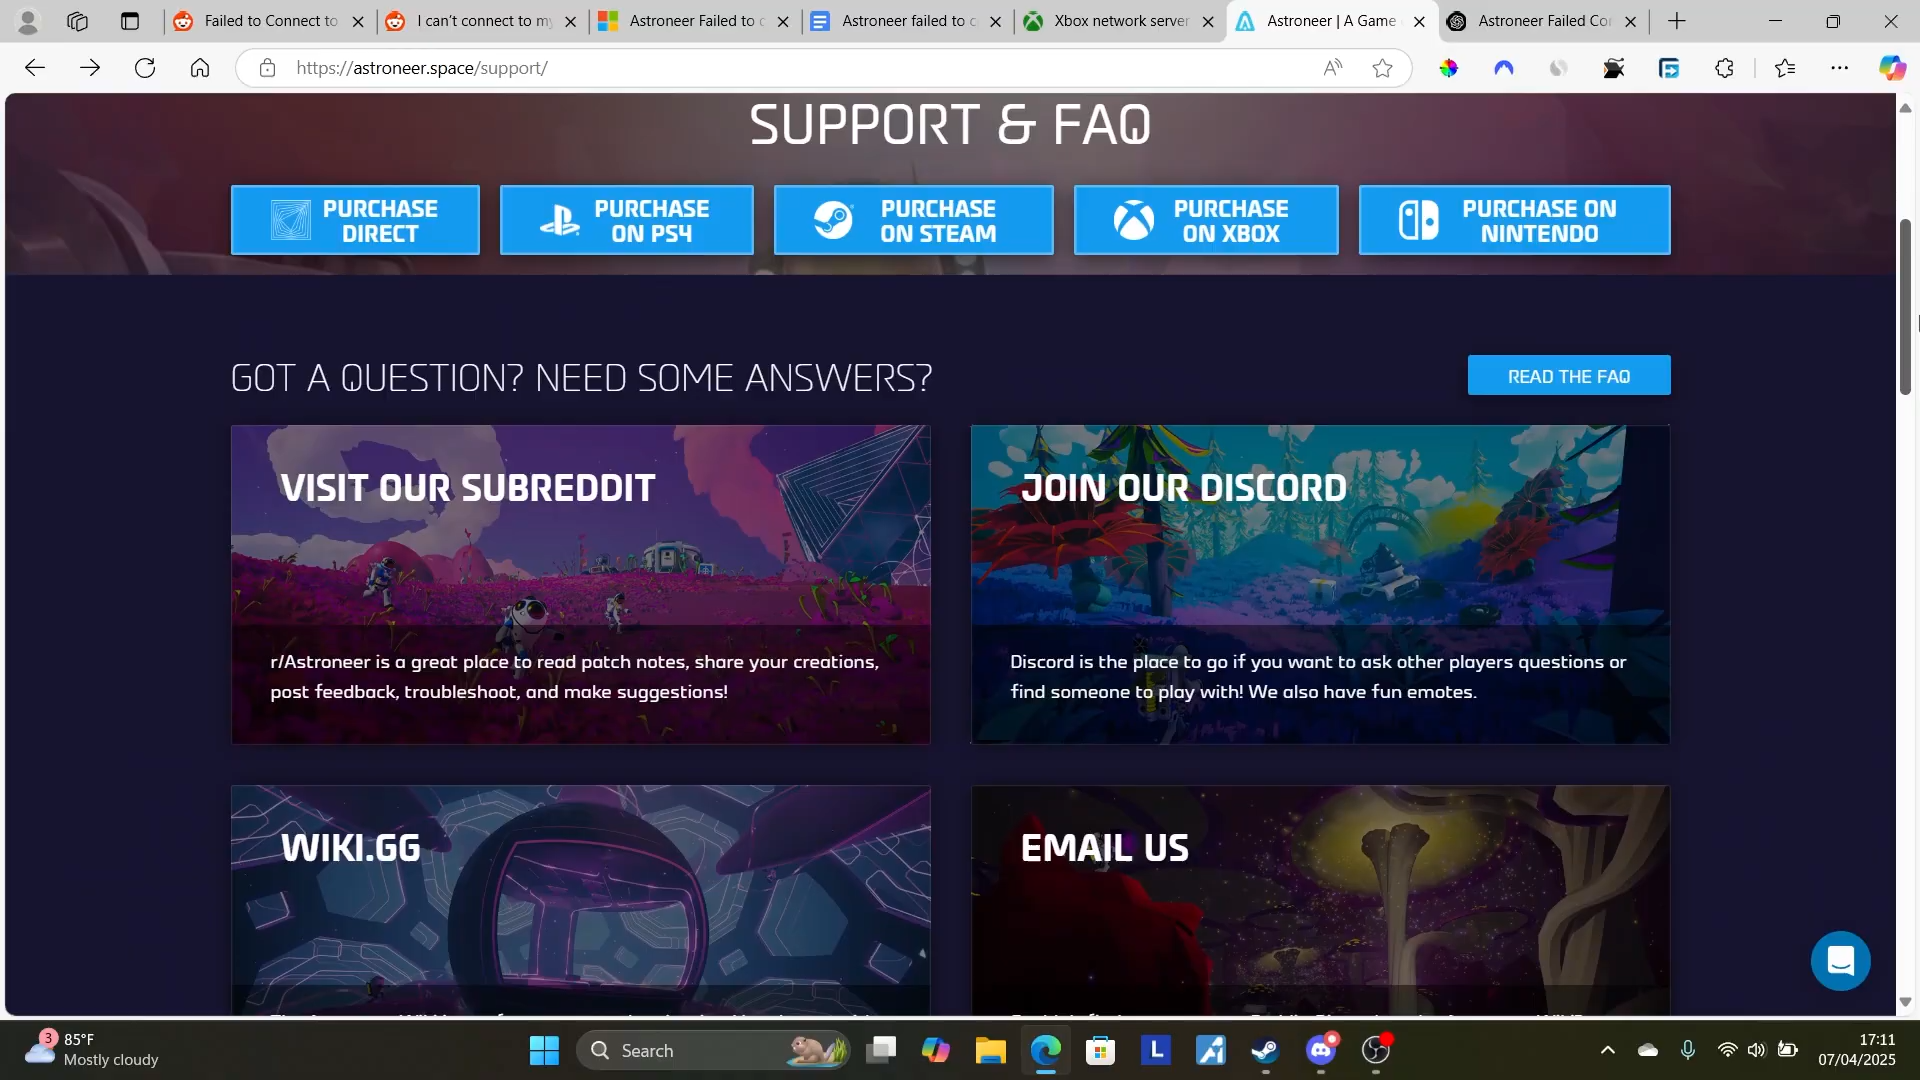 Failed to Connect to
I can't connect to my
Astroneer Failed to c
Astroneer failed to c
Xbox network server
Astroneer | A Game
Astroneer Failed Co
https://astroneer.space/support/
SUPPORT & FAQ
PURCHASE
DIRECT
PURCHASE
ON PS4
PURCHASE
ON STEAM
PURCHASE
ON XBOX
PURCHASE ON
NINTENDO
GOT A QUESTION? NEED SOME ANSWERS?
READ THE FAQ
VISIT OUR SUBREDDIT
r/Astroneer is a great place to read patch notes, share your creations,
post feedback, troubleshoot, and make suggestions!
JOIN OUR DISCORD
Discord is the place to go if you want to ask other players questions or
find someone to play with! We also have fun emotes.
WIKI.GG
EMAIL US
3
85°F
Mostly cloudy
Search
L
17:11
07/04/2025